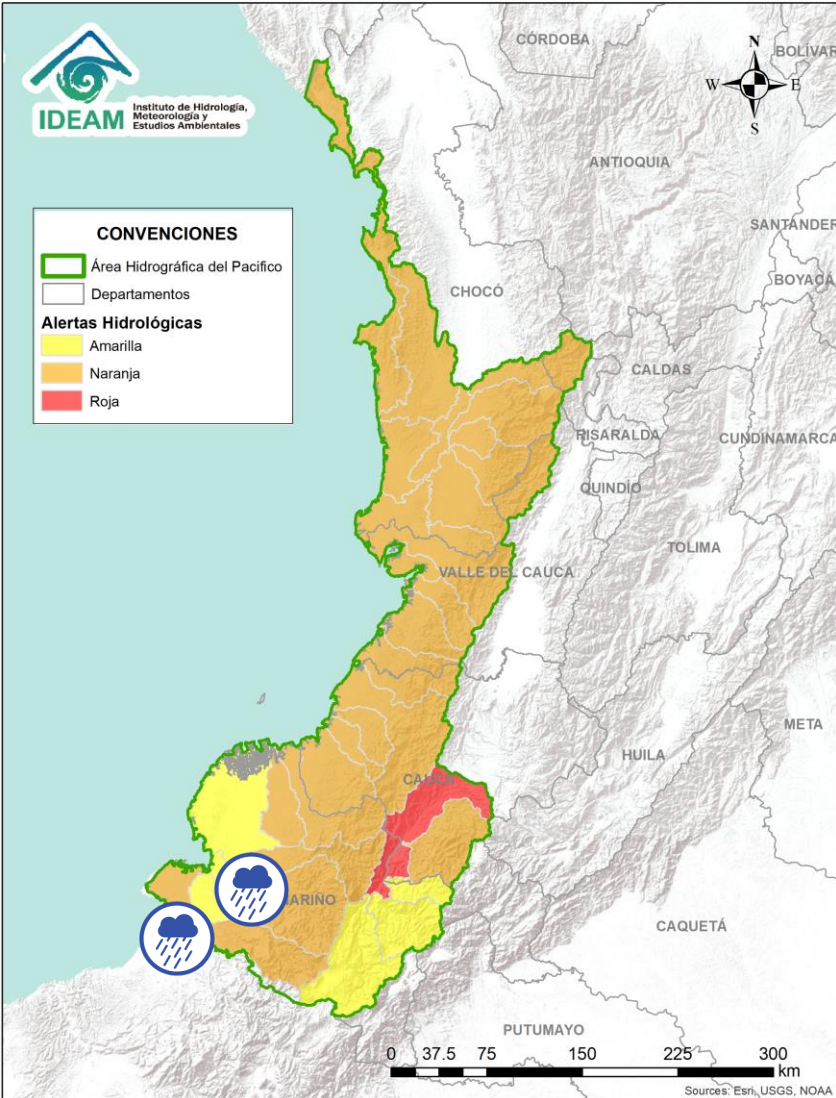 IDEAM
Instituto de Hidrología,
Meteorología y
Estudios Ambientales
N
W
E
S
CÓRDOBA
BOLÍVAR
ANTIOQUIA
SANTANDER
BOYACÁ
CONVENCIONES
Área Hidrográfica del Pacifico
Departamentos
Alertas Hidrológicas
Amarilla
Naranja
Roja
CHOCÓ
CALDAS
RISARALDA
CUNDINAMARCA
QUINDÍO
TOLIMA
VALLE DEL CAUCA
META
HUILA
CAUCA
ARIÑO
CAQUETÁ
PUTUMAYO
0 37.5 75 150 225 300
km
Sources: Esri, USGS, NOAA